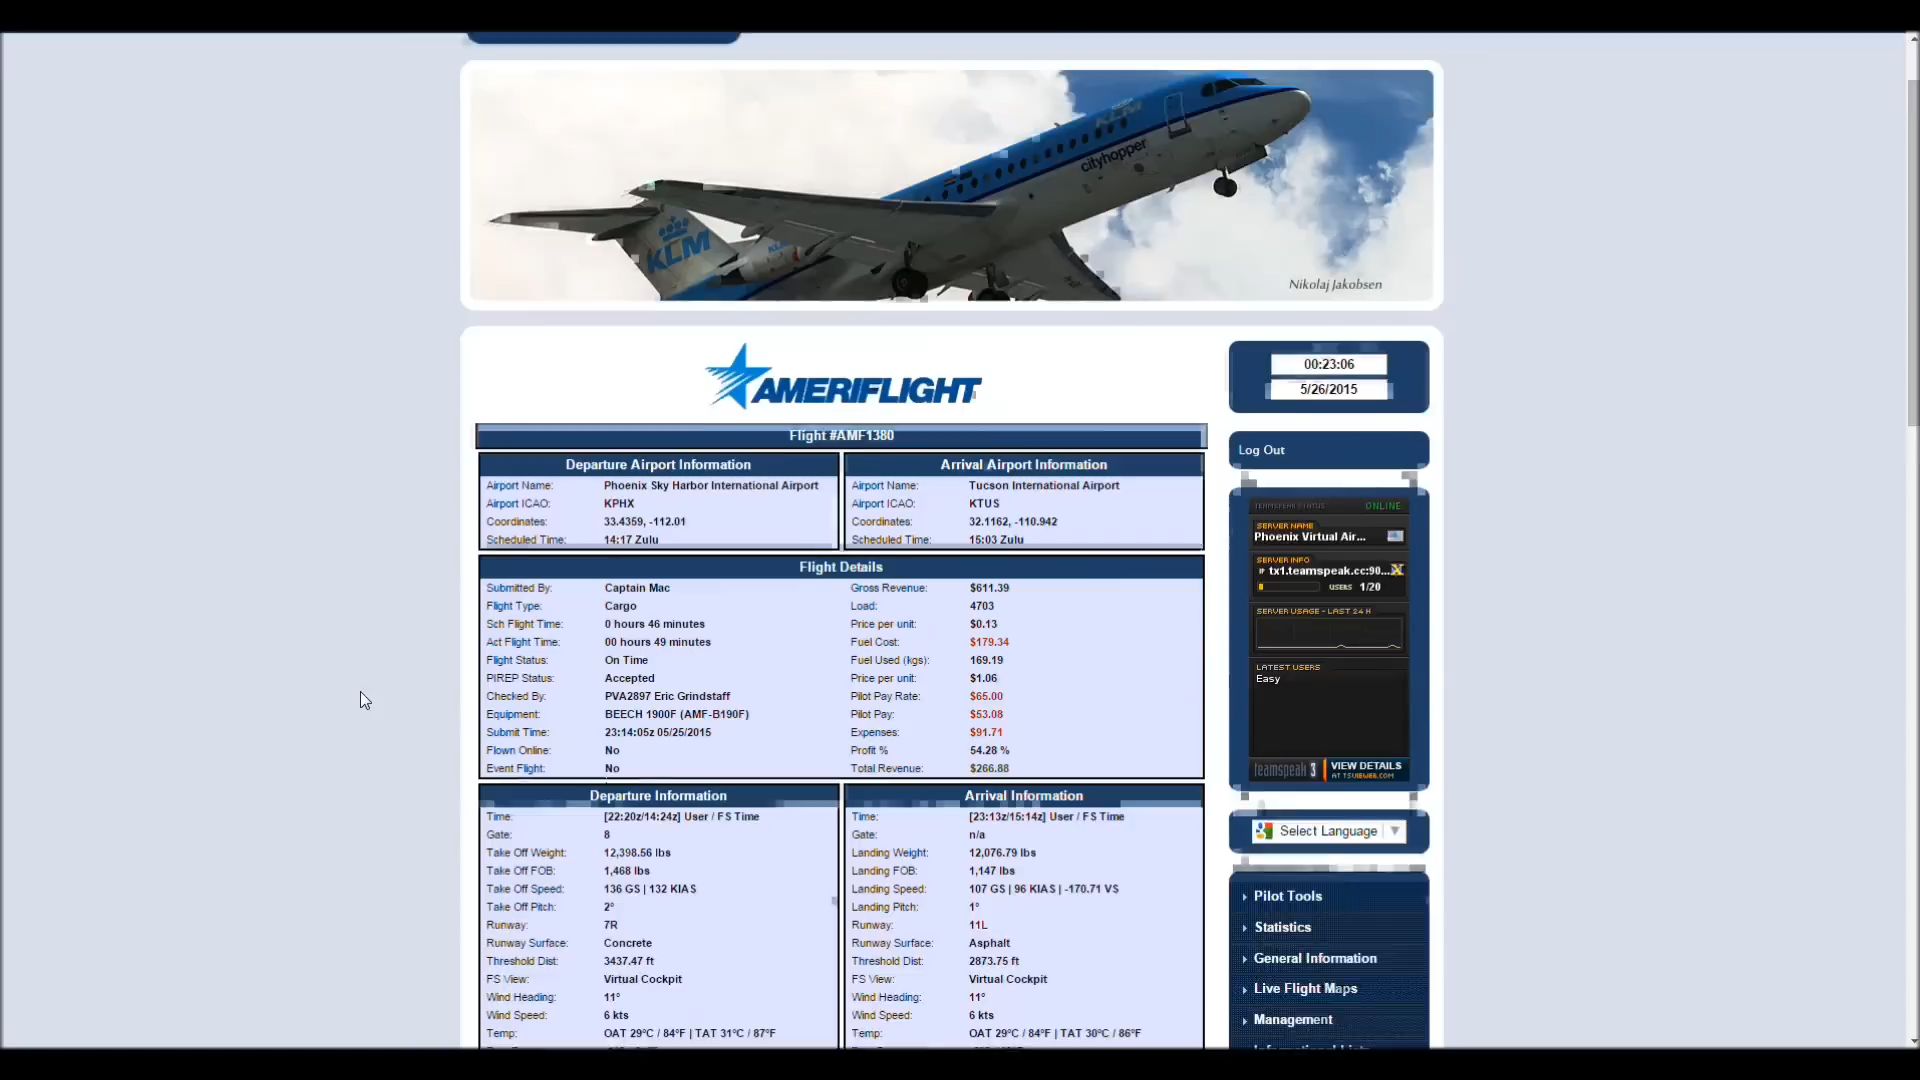 KLM
cityhopper
KLM
Nikolaj Jakobsen
AMERIFLIGHT
Flight #AMF1380
Departure Airport Information
Airport Name: Phoenix Sky Harbor International Airport
Airport ICAO: KPHX
Coordinates: 33.4359, -112.01
Scheduled Time: 14:17 Zulu
Arrival Airport Information
Airport Name: Tucson International Airport
Airport ICAO: KTUS
Coordinates: 32.1162, -110.942
Scheduled Time: 15:03 Zulu
Flight Details
Submitted By: Captain Mac
Flight Type: Cargo
Sch Flight Time: 0 hours 46 minutes
Act Flight Time: 00 hours 49 minutes
Flight Status: On Time
PIREP Status: Accepted
Checked By: PVA2897 Eric Grindstaff
Equipment: BEECH 1900F (AMF-B190F)
Submit Time: 23:14:05z 05/25/2015
Flown Online: No
Event Flight: No
Gross Revenue: $611.39
Load: 4703
Price per unit: $0.13
Fuel Cost: $179.34
Fuel Used (kgs): 169.19
Price per unit: $1.06
Pilot Pay Rate: $65.00
Pilot Pay: $53.08
Expenses: $91.71
Profit % 54.28 %
Total Revenue: $266.88
Departure Information
Time: [22:20z/14:24z] User / FS Time
Gate: 8
Take Off Weight: 12,398.56 lbs
Take Off FOB: 1,468 lbs
Take Off Speed: 136 GS | 132 KIAS
Take Off Pitch: 2°
Runway: 7R
Runway Surface: Concrete
Threshold Dist: 3437.47 ft
FS View: Virtual Cockpit
Wind Heading: 11°
Wind Speed: 6 kts
Temp: OAT 29°C / 84°F | TAT 31°C / 87°F
Arrival Information
Time: [23:13z/15:14z] User / FS Time
Gate: n/a
Landing Weight: 12,076.79 lbs
Landing FOB: 1,147 lbs
Landing Speed: 107 GS | 96 KIAS | -170.71 VS
Landing Pitch: 1°
Runway: 11L
Runway Surface: Asphalt
Threshold Dist: 2873.75 ft
FS View: Virtual Cockpit
Wind Heading: 11°
Wind Speed: 6 kts
Temp: OAT 29°C / 84°F | TAT 30°C / 86°F
00:23:06
5/26/2015
Log Out
TEAMSPEAK STATUS ONLINE
SERVER NAME
Phoenix Virtual Air...
SERVER INFO
IP tx1.teamspeak.cc:90...
USERS 1/20
SERVER USAGE - LAST 24 H
LATEST USERS
Easy
teamspeak 3 VIEW DETAILS
AT TSVIEWER.COM
Select Language
Pilot Tools
Statistics
General Information
Live Flight Maps
Management